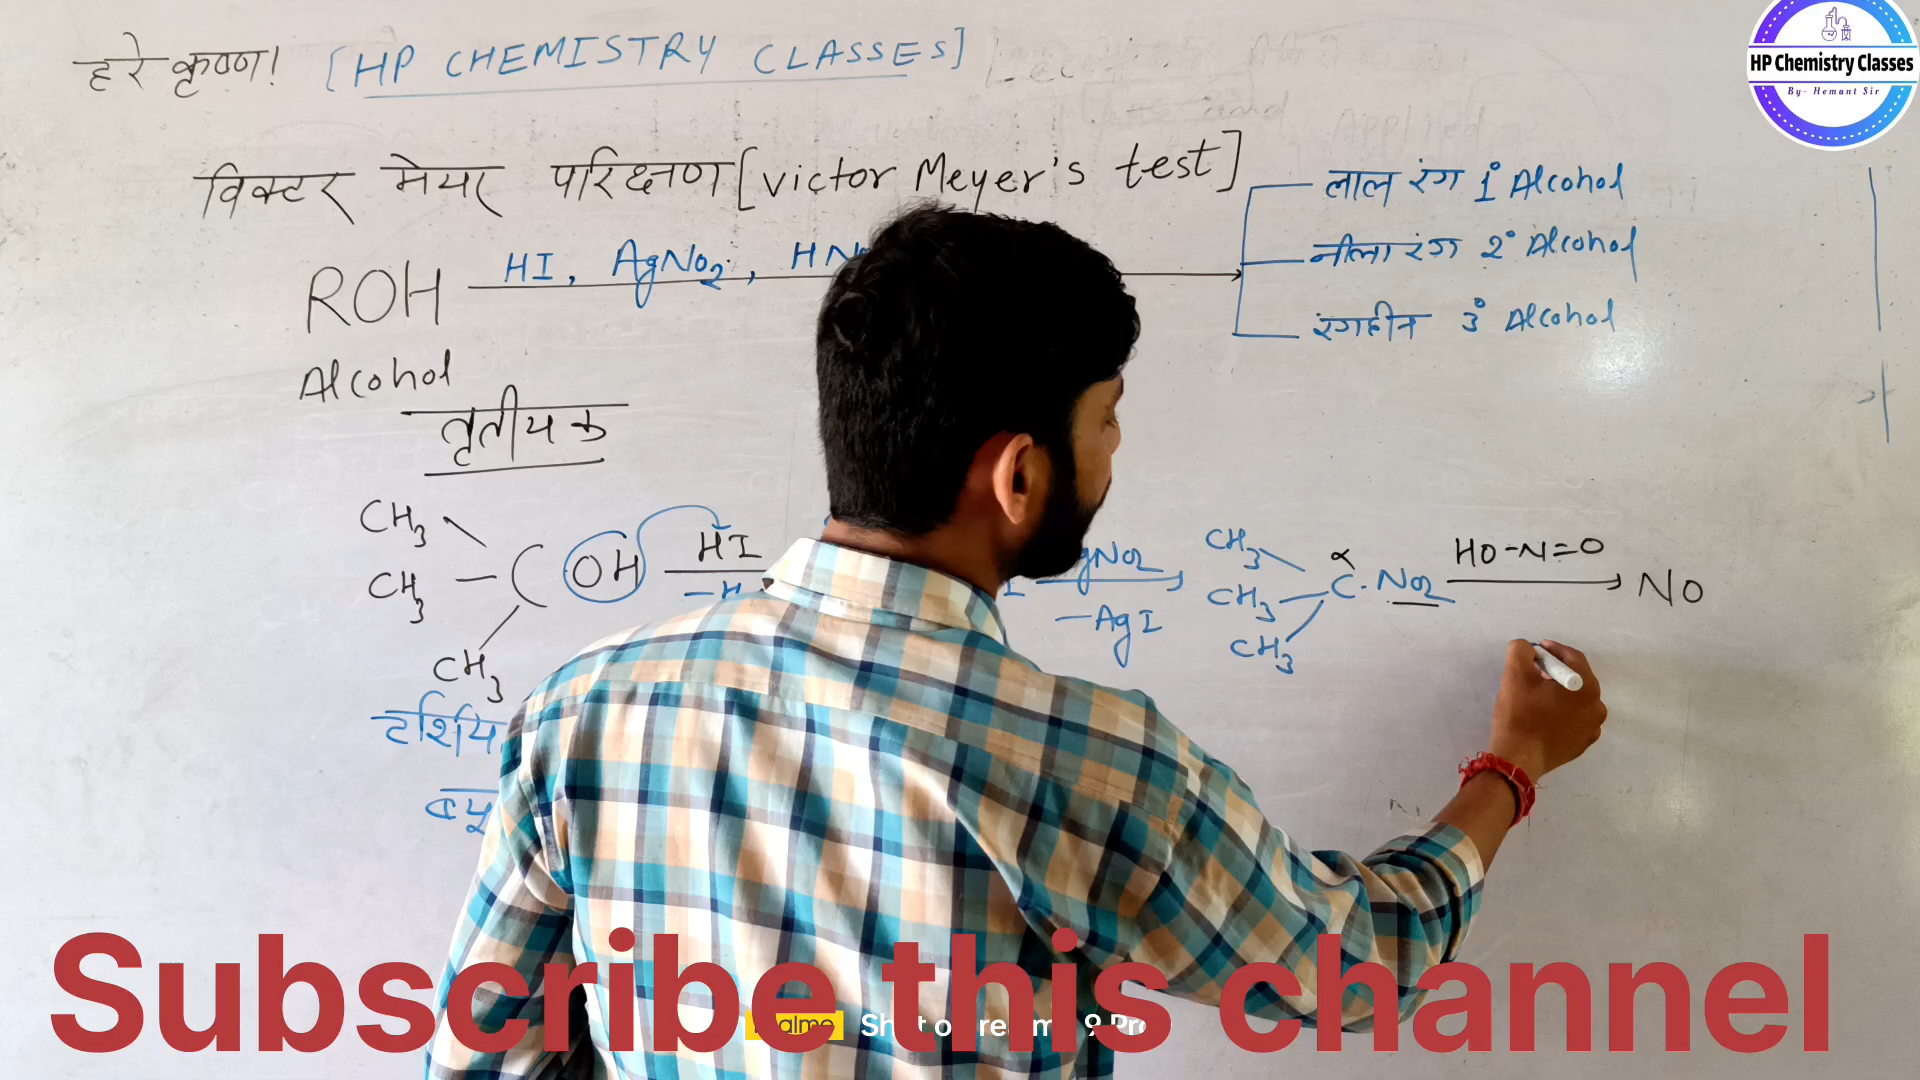 हरे कृष्ण! [HP CHEMISTRY CLASSES]
HP Chemistry Classes
By- Hemant Sir
विक्टर मेयर परिक्षण [victor Meyer's test]
लाल रंग 1° Alcohol
नीला रंग 2° Alcohol
रंगहीन 3° Alcohol
ROH HI, AgNO2,
Alcohol
तृतीयक
CH3
CH3 — C OH HI
CH3
AgI
CH3
CH3 C NO2
CH3
α
HO-N=O
NO
Subscribe this channel